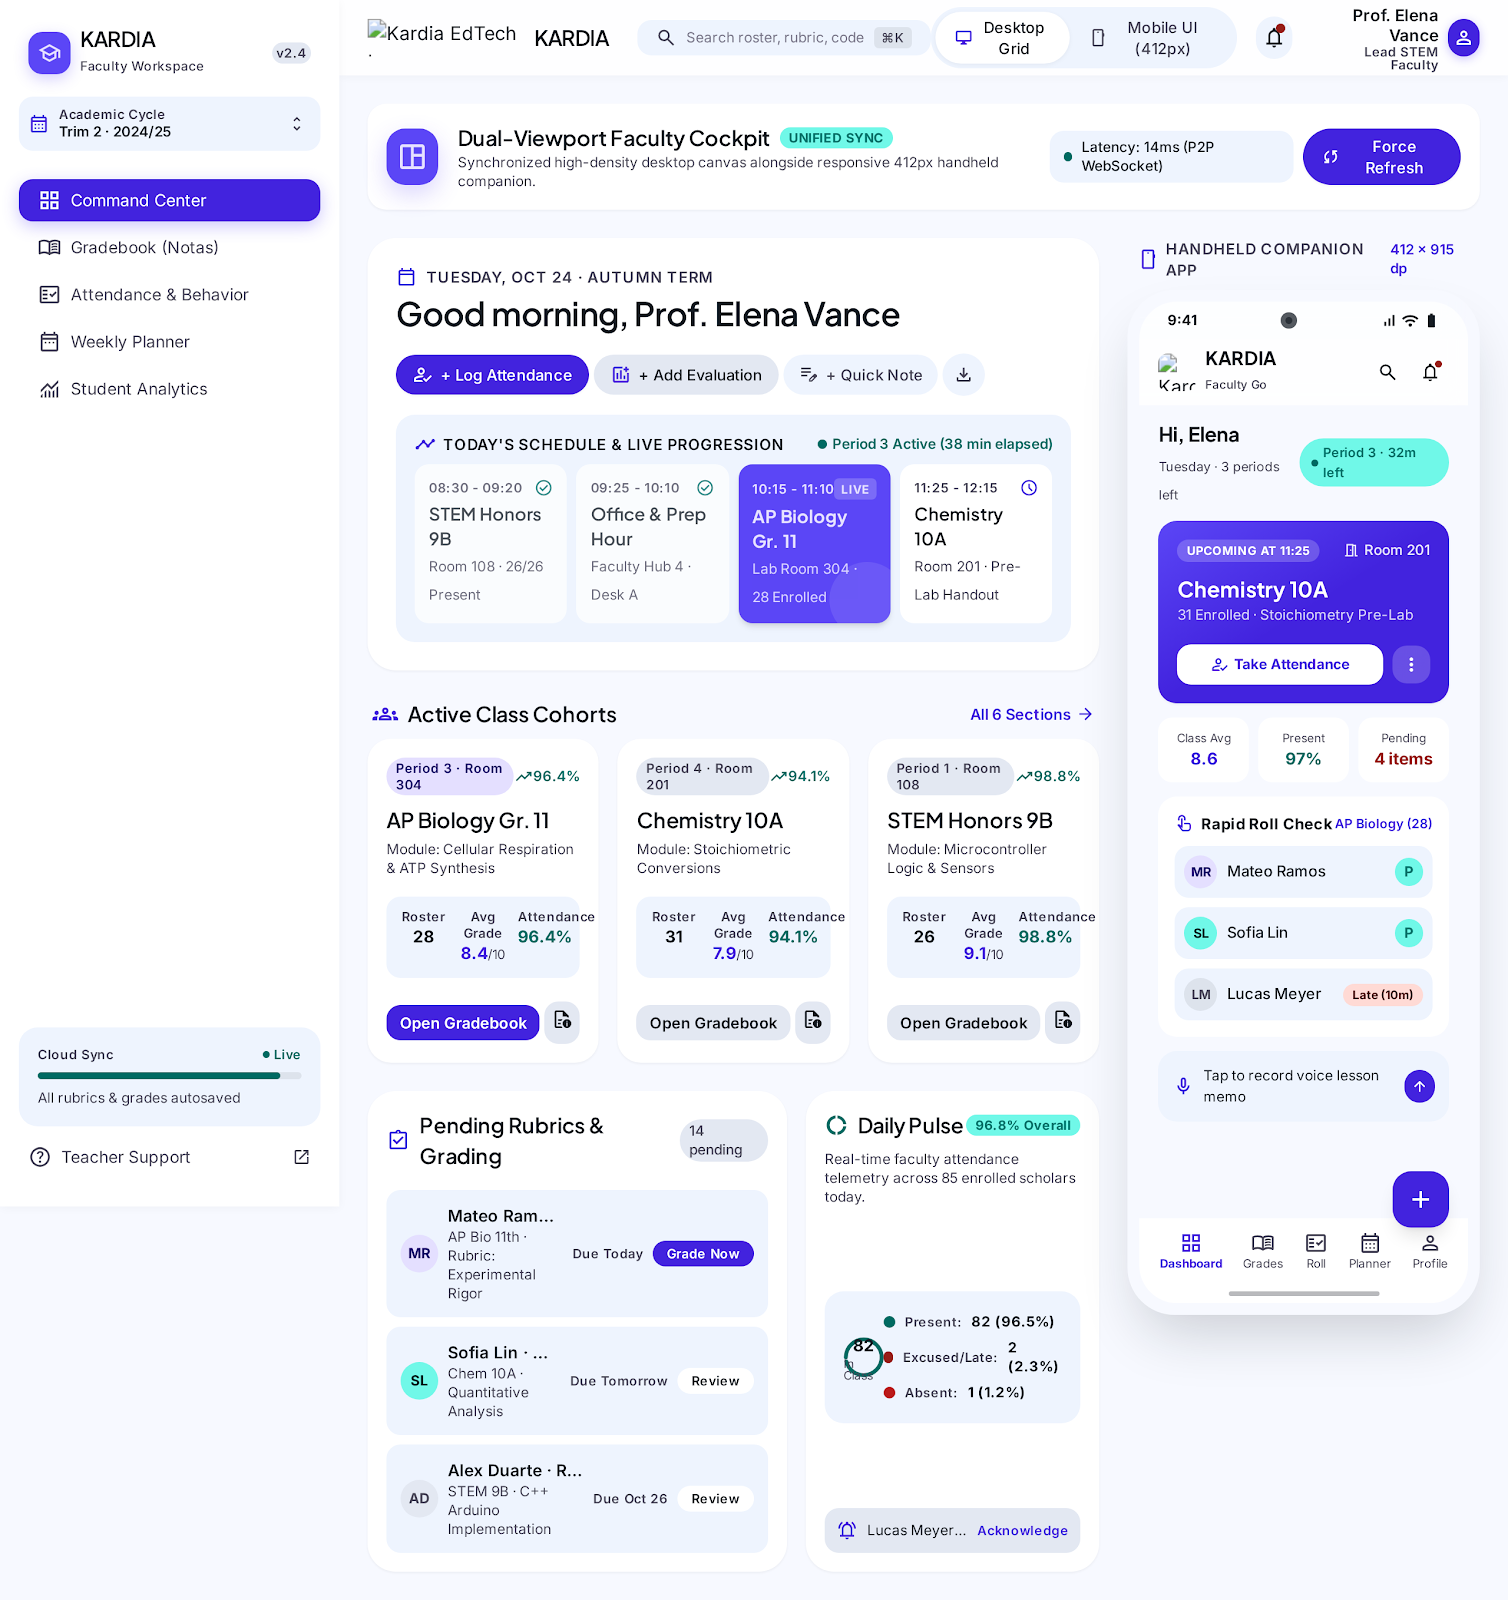 KARDIA
Faculty Workspace
v2.4
Academic Cycle
Trim 2 · 2024/25
Command Center
Gradebook (Notas)
Attendance & Behavior
Weekly Planner
Student Analytics
Cloud Sync
Live
All rubrics & grades autosaved
Teacher Support
Kardia EdTech
KARDIA
Search roster, rubric, code
⌘K
Desktop
Grid
Mobile UI
(412px)
Prof. Elena
Vance
Lead STEM
Faculty
Dual-Viewport Faculty Cockpit
UNIFIED SYNC
Synchronized high-density desktop canvas alongside responsive 412px handheld
companion.
Latency: 14ms (P2P
WebSocket)
Force
Refresh
TUESDAY, OCT 24 · AUTUMN TERM
Good morning, Prof. Elena Vance
+ Log Attendance
+ Add Evaluation
+ Quick Note
TODAY'S SCHEDULE & LIVE PROGRESSION
Period 3 Active (38 min elapsed)
08:30 - 09:20
STEM Honors
9B
Room 108 · 26/26
Present
09:25 - 10:10
Office & Prep
Hour
Faculty Hub 4 ·
Desk A
10:15 - 11:10
LIVE
AP Biology
Gr. 11
Lab Room 304 ·
28 Enrolled
11:25 - 12:15
Chemistry
10A
Room 201 · Pre-
Lab Handout
Active Class Cohorts
All 6 Sections
Period 3 · Room
304
96.4%
AP Biology Gr. 11
Module: Cellular Respiration
& ATP Synthesis
Roster
28
Avg
Grade
8.4/10
Attendance
96.4%
Open Gradebook
Period 4 · Room
201
94.1%
Chemistry 10A
Module: Stoichiometric
Conversions
Roster
31
Avg
Grade
7.9/10
Attendance
94.1%
Open Gradebook
Period 1 · Room
108
98.8%
STEM Honors 9B
Module: Microcontroller
Logic & Sensors
Roster
26
Avg
Grade
9.1/10
Attendance
98.8%
Open Gradebook
Pending Rubrics &
Grading
14
pending
MR
Mateo Ram...
AP Bio 11th ·
Rubric:
Experimental
Rigor
Due Today
Grade Now
SL
Sofia Lin · ...
Chem 10A ·
Quantitative
Analysis
Due Tomorrow
Review
AD
Alex Duarte · R...
STEM 9B · C++
Arduino
Implementation
Due Oct 26
Review
Daily Pulse
96.8% Overall
Real-time faculty attendance
telemetry across 85 enrolled scholars
today.
82
In
Class
Present: 82 (96.5%)
Excused/Late: 2
(2.3%)
Absent: 1 (1.2%)
Lucas Meyer...
Acknowledge
HANDHELD COMPANION
APP
412 × 915
dp
9:41
Karc
KARDIA
Faculty Go
Hi, Elena
Tuesday · 3 periods
left
Period 3 · 32m
left
UPCOMING AT 11:25
Room 201
Chemistry 10A
31 Enrolled · Stoichiometry Pre-Lab
Take Attendance
Class Avg
8.6
Present
97%
Pending
4 items
Rapid Roll Check
AP Biology (28)
MR
Mateo Ramos
P
SL
Sofia Lin
P
LM
Lucas Meyer
Late (10m)
Tap to record voice lesson
memo
Dashboard
Grades
Roll
Planner
Profile